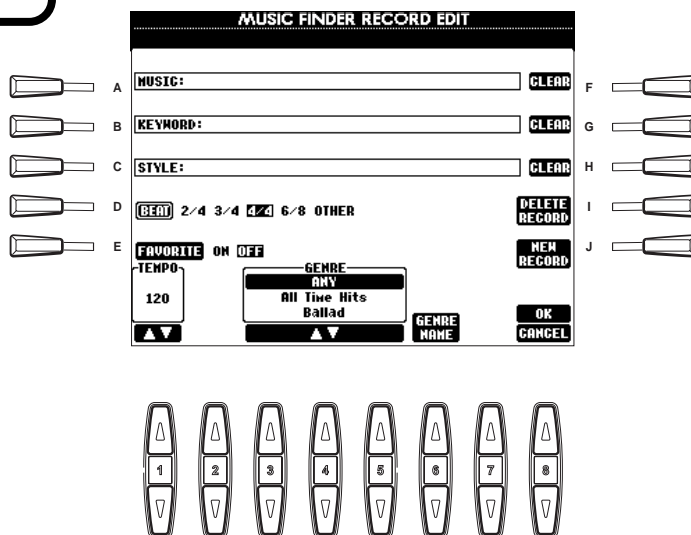 MUSIC FINDER RECORD EDIT
A MUSIC: CLEAR F
B KEYWORD: CLEAR G
C STYLE: CLEAR H
D BEAT 2/4 3/4 4/4 6/8 OTHER DELETE RECORD I
E FAVORITE ON OFF NEW RECORD J
TEMPO GENRE
ANY
120 All Time Hits
Ballad
GENRE NAME
OK
CANCEL
1 2 3 4 5 6 7 8